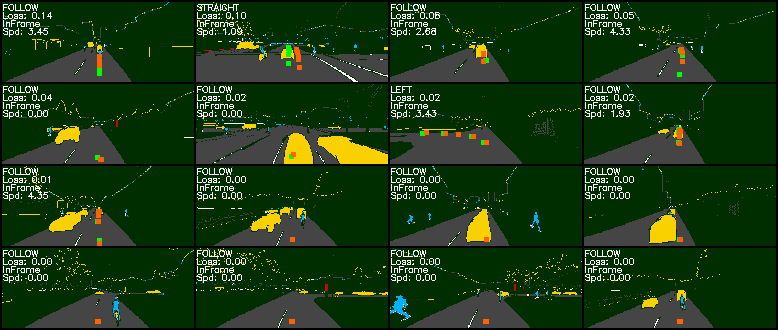 FOLLOW
Loss: 0.14
InFrame
Spd: 3.45
STRAIGHT
Loss: 0.10
InFrame
Spd: 1.09
FOLLOW
Loss: 0.06
InFrame
Spd: 2.68
FOLLOW
Loss: 0.05
InFrame
Spd: 4.33
FOLLOW
Loss: 0.04
InFrame
Spd: 0.00
FOLLOW
Loss: 0.02
InFrame
Spd: 0.00
LEFT
Loss: 0.02
InFrame
Spd: 3.43
FOLLOW
Loss: 0.02
InFrame
Spd: 1.93
FOLLOW
Loss: 0.01
InFrame
Spd: 4.35
FOLLOW
Loss: 0.00
InFrame
Spd: 0.00
FOLLOW
Loss: 0.00
InFrame
Spd: 0.00
FOLLOW
Loss: 0.00
InFrame
Spd: 0.00
FOLLOW
Loss: 0.00
InFrame
Spd: 0.00
FOLLOW
Loss: 0.00
InFrame
Spd: 0.00
FOLLOW
Loss: 0.00
InFrame
Spd: 0.00
FOLLOW
Loss: 0.00
InFrame
Spd: 0.00